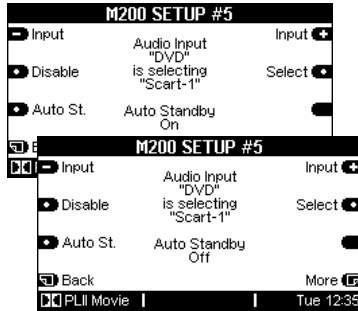 M200 SETUP #5
Input Audio Input Input
"DVD"
Disable is selecting Select
"Scart-1"
Auto St. Auto Standby
On
M200 SETUP #5
Input Audio Input Input
"DVD"
Disable is selecting Select
"Scart-1"
Auto St. Auto Standby
Off
Back More
PLII Movie Tue 12:35